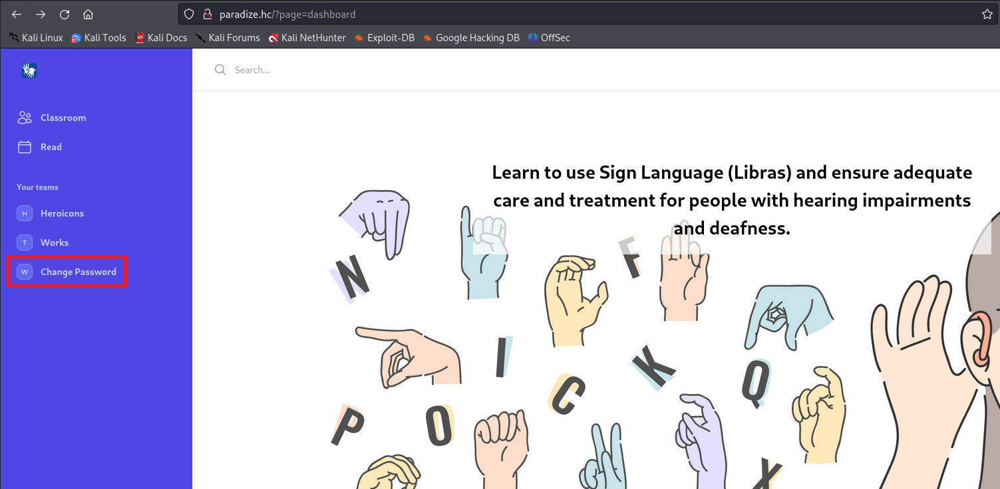 paradize.hc/?page=dashboard
Kali Linux Kali Tools Kali Docs Kali Forums Kali NetHunter Exploit-DB Google Hacking DB OffSec
Search...
Classroom
Read
Your teams
H Heroicons
T Works
W Change Password
Learn to use Sign Language (Libras) and ensure adequate
care and treatment for people with hearing impairments
and deafness.
N
F
I
K
Q
C
P
O
X